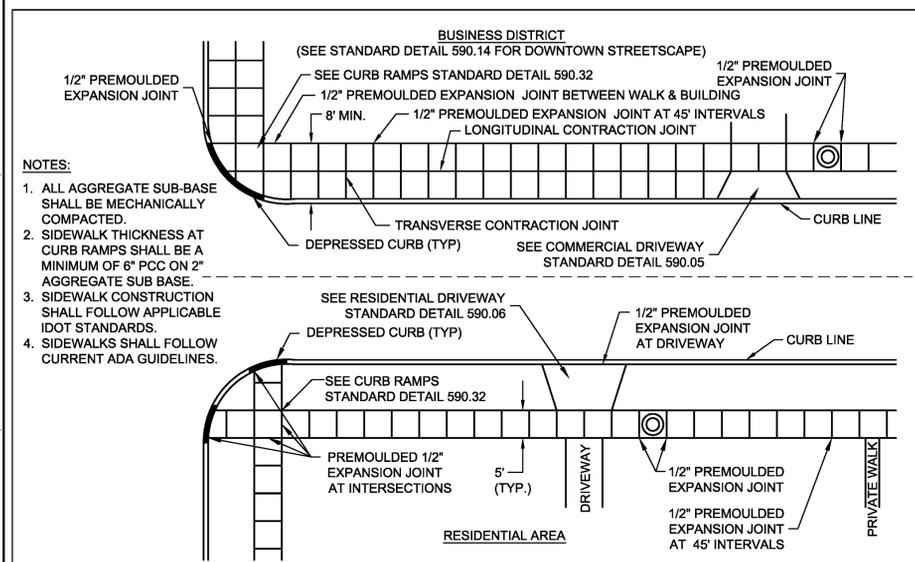 BUSINESS DISTRICT
(SEE STANDARD DETAIL 590.14 FOR DOWNTOWN STREETSCAPE)
1/2" PREMOULDED
EXPANSION JOINT
SEE CURB RAMPS STANDARD DETAIL 590.32
1/2" PREMOULDED EXPANSION JOINT BETWEEN WALK & BUILDING
8' MIN.
1/2" PREMOULDED EXPANSION JOINT AT 45' INTERVALS
LONGITUDINAL CONTRACTION JOINT
1/2" PREMOULDED
EXPANSION JOINT
NOTES:
1. ALL AGGREGATE SUB-BASE
SHALL BE MECHANICALLY
COMPACTED.
2. SIDEWALK THICKNESS AT
CURB RAMPS SHALL BE A
MINIMUM OF 6" PCC ON 2"
AGGREGATE SUB BASE.
3. SIDEWALK CONSTRUCTION
SHALL FOLLOW APPLICABLE
IDOT STANDARDS.
4. SIDEWALKS SHALL FOLLOW
CURRENT ADA GUIDELINES.
TRANSVERSE CONTRACTION JOINT
DEPRESSED CURB (TYP)
SEE COMMERCIAL DRIVEWAY
STANDARD DETAIL 590.05
CURB LINE
SEE RESIDENTIAL DRIVEWAY
STANDARD DETAIL 590.06
DEPRESSED CURB (TYP)
1/2" PREMOULDED
EXPANSION JOINT
AT DRIVEWAY
CURB LINE
SEE CURB RAMPS
STANDARD DETAIL 590.32
PREMOULDED 1/2"
EXPANSION JOINT
AT INTERSECTIONS
5'
(TYP.)
DRIVEWAY
1/2" PREMOULDED
EXPANSION JOINT
1/2" PREMOULDED
EXPANSION JOINT
AT 45' INTERVALS
PRIVATE WALK
RESIDENTIAL AREA